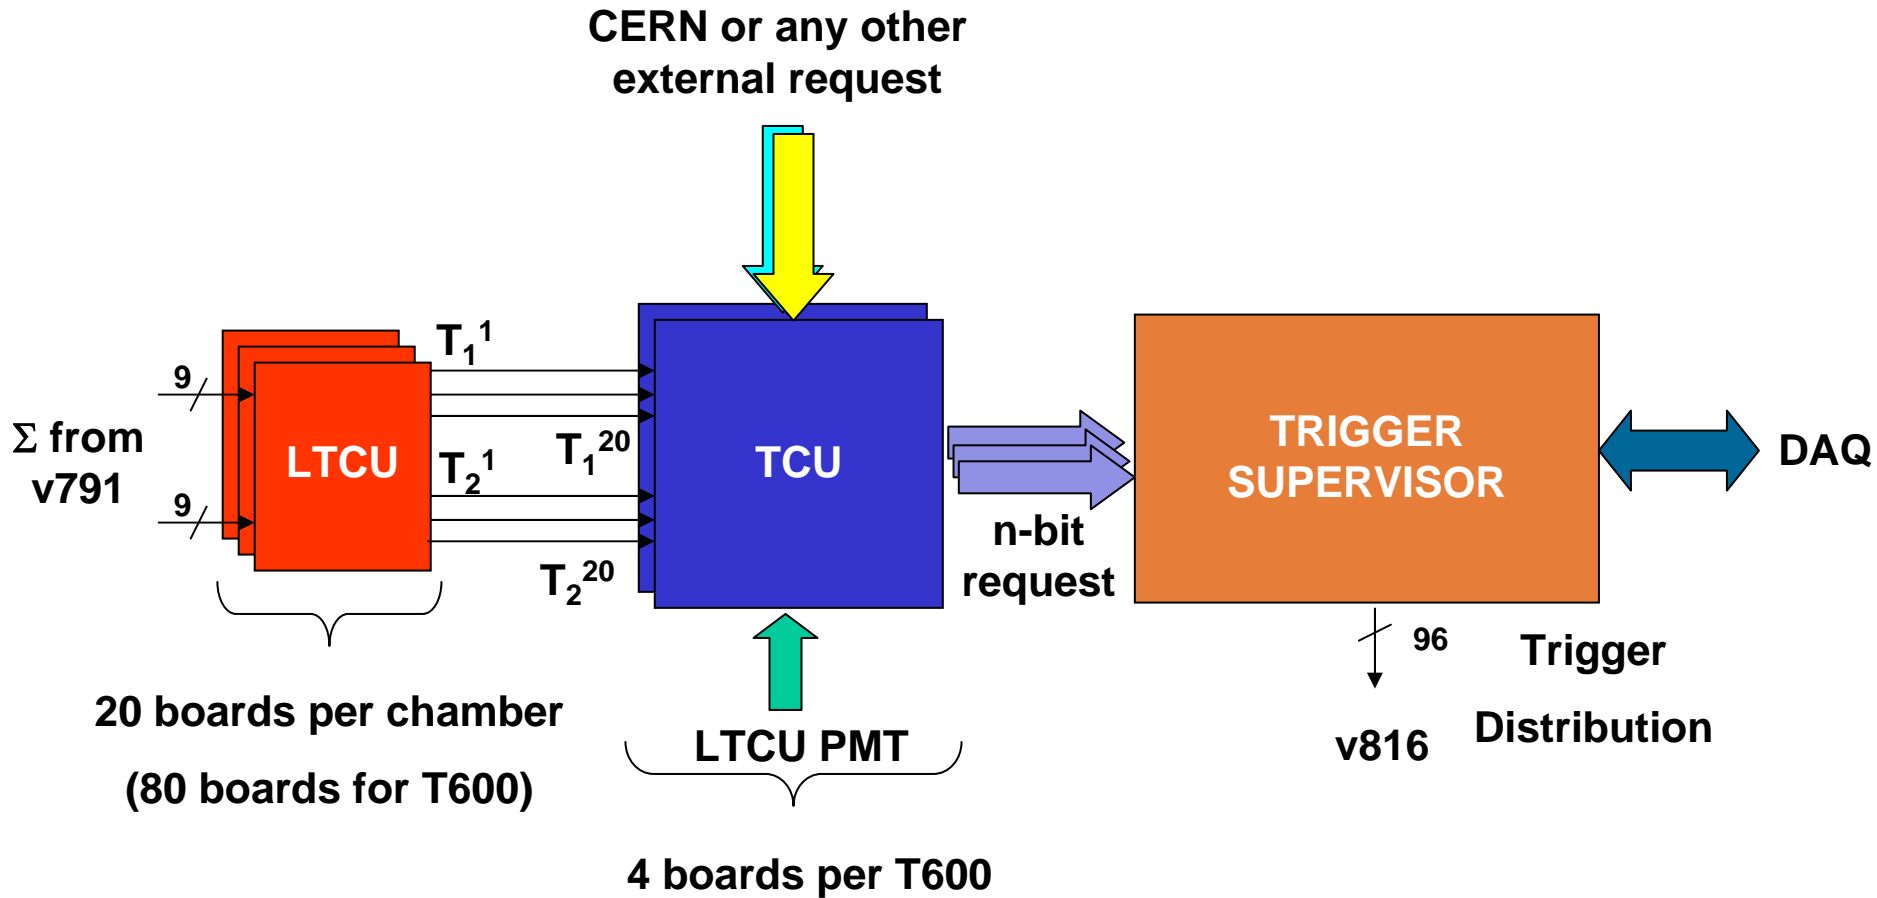 CERN or any other
external request
T₁¹
9
Σ from
v791
LTCU
T₁²⁰
T₂¹
9
T₂²⁰
TCU
n-bit
request
TRIGGER
SUPERVISOR
DAQ
96
Trigger
Distribution
v816
20 boards per chamber
(80 boards for T600)
LTCU PMT
4 boards per T600